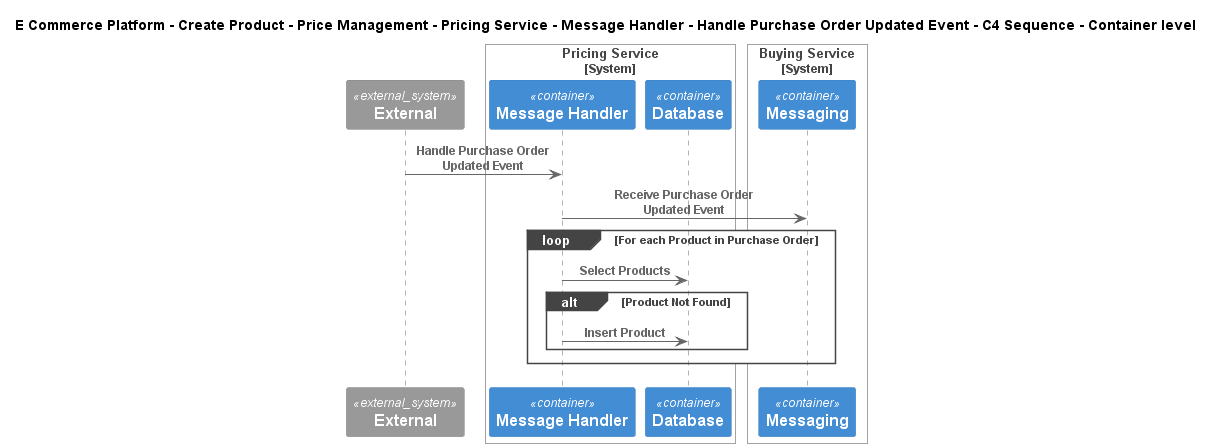 E Commerce Platform - Create Product - Price Management - Pricing Service - Message Handler - Handle Purchase Order Updated Event - C4 Sequence - Container level
Pricing Service
[System]
Buying Service
[System]
«external_system»
External
«container»
Message Handler
«container»
Database
«container»
Messaging
Handle Purchase Order
Updated Event
Receive Purchase Order
Updated Event
loop
[For each Product in Purchase Order]
Select Products
alt
[Product Not Found]
Insert Product
«external_system»
External
«container»
Message Handler
«container»
Database
«container»
Messaging